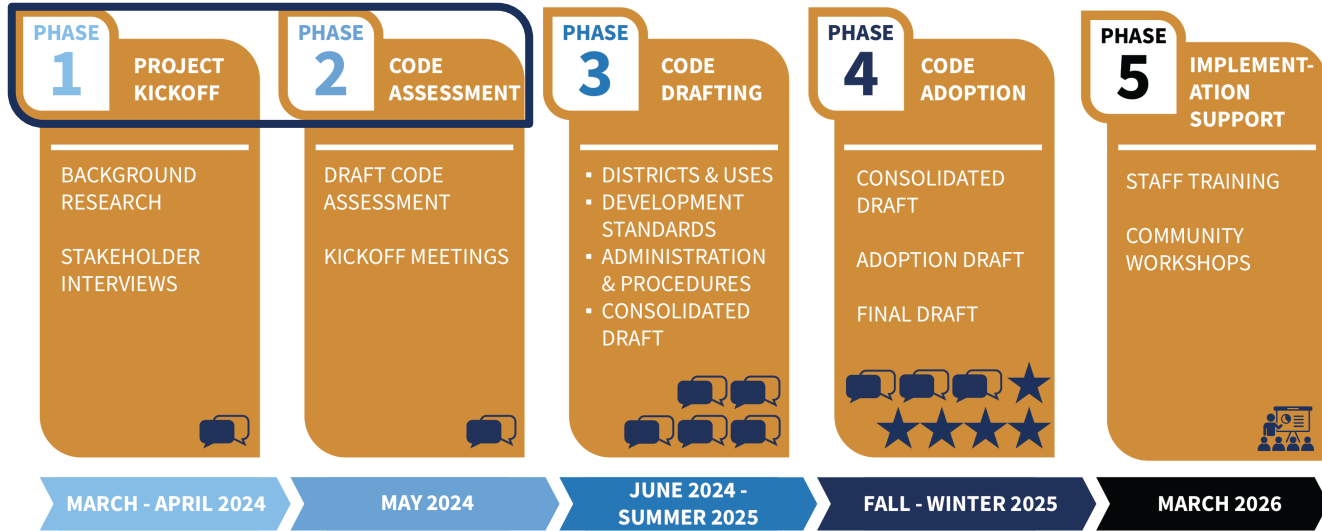 PHASE
1
PROJECT
KICKOFF
BACKGROUND
RESEARCH
STAKEHOLDER
INTERVIEWS
PHASE
2
CODE
ASSESSMENT
DRAFT CODE
ASSESSMENT
KICKOFF MEETINGS
PHASE
3
CODE
DRAFTING
▪ DISTRICTS & USES
▪ DEVELOPMENT
STANDARDS
▪ ADMINISTRATION
& PROCEDURES
▪ CONSOLIDATED
DRAFT
PHASE
4
CODE
ADOPTION
CONSOLIDATED
DRAFT
ADOPTION DRAFT
FINAL DRAFT
PHASE
5
IMPLEMENT-
ATION
SUPPORT
STAFF TRAINING
COMMUNITY
WORKSHOPS
MARCH - APRIL 2024
MAY 2024
JUNE 2024 -
SUMMER 2025
FALL - WINTER 2025
MARCH 2026